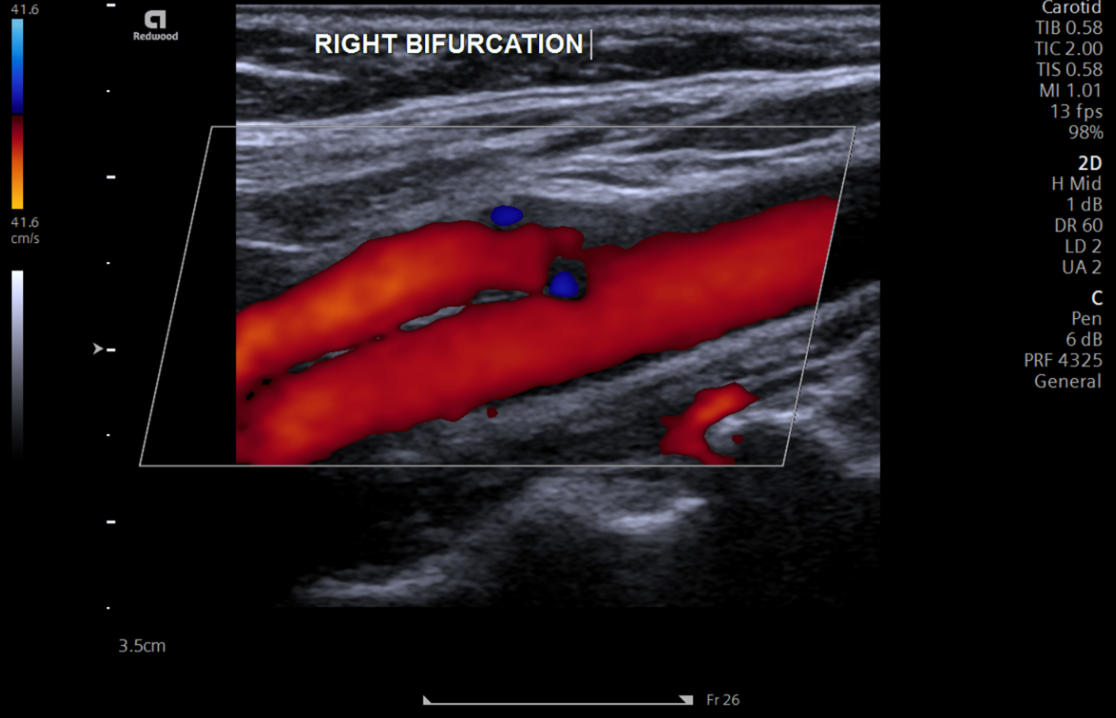 41.6
Redwood
RIGHT BIFURCATION
41.6
cm/s
Carotid
TIB 0.58
TIC 2.00
TIS 0.58
MI 1.01
13 fps
98%
2D
H Mid
1 dB
DR 60
LD 2
UA 2
C
Pen
6 dB
PRF 4325
General
3.5cm
Fr 26